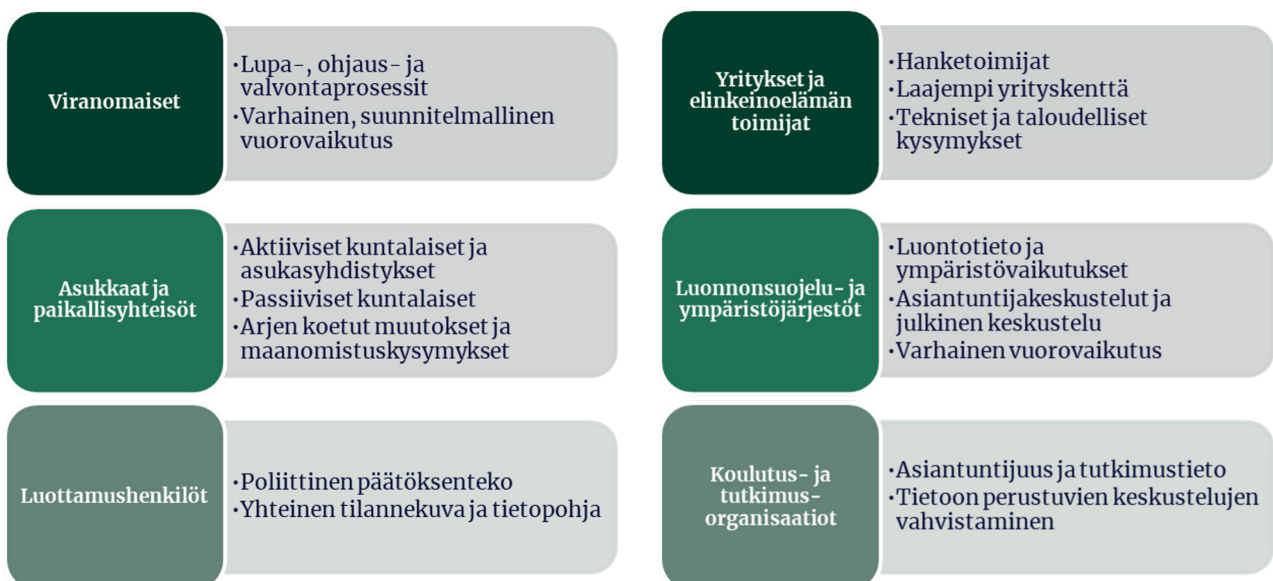 Viranomaiset
·Lupa-, ohjaus- ja
valvontaprosessit
·Varhainen, suunnitelmallinen
vuorovaikutus
Yritykset ja
elinkeinoelämän
toimijat
·Hanketoimijat
·Laajempi yrityskenttä
·Tekniset ja taloudelliset
kysymykset
Asukkaat ja
paikallisyhteisöt
·Aktiiviset kuntalaiset ja
asukasyhdistykset
·Passiiviset kuntalaiset
·Arjen koetut muutokset ja
maanomistuskysymykset
Luonnonsuojelu- ja
ympäristöjärjestöt
·Luontotieto ja
ympäristövaikutukset
·Asiantuntijakeskustelut ja
julkinen keskustelu
·Varhainen vuorovaikutus
Luottamushenkilöt
·Poliittinen päätöksenteko
·Yhteinen tilannekuva ja tietopohja
Koulutus- ja
tutkimus-
organisaatiot
·Asiantuntijuus ja tutkimustieto
·Tietoon perustuvien keskustelujen
vahvistaminen